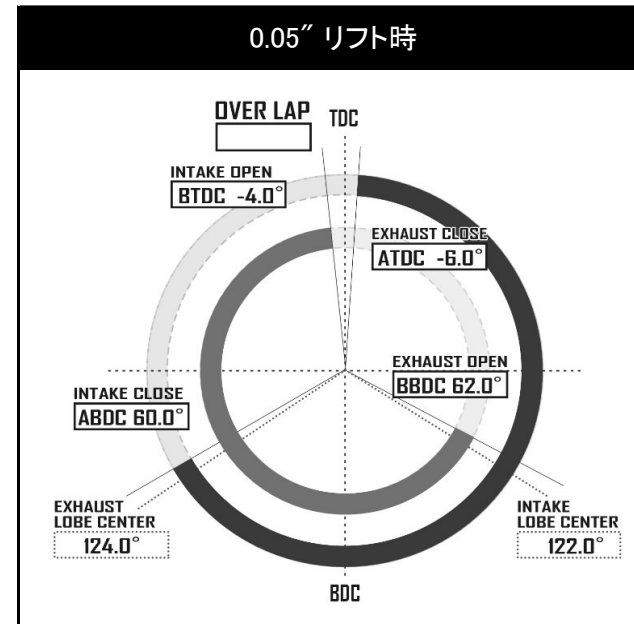 0.05″ リフト時
OVER LAP
TDC
INTAKE OPEN
BTDC -4.0°
EXHAUST CLOSE
ATDC -6.0°
EXHAUST OPEN
BBDC 62.0°
INTAKE CLOSE
ABDC 60.0°
EXHAUST
LOBE CENTER
124.0°
INTAKE
LOBE CENTER
122.0°
BDC